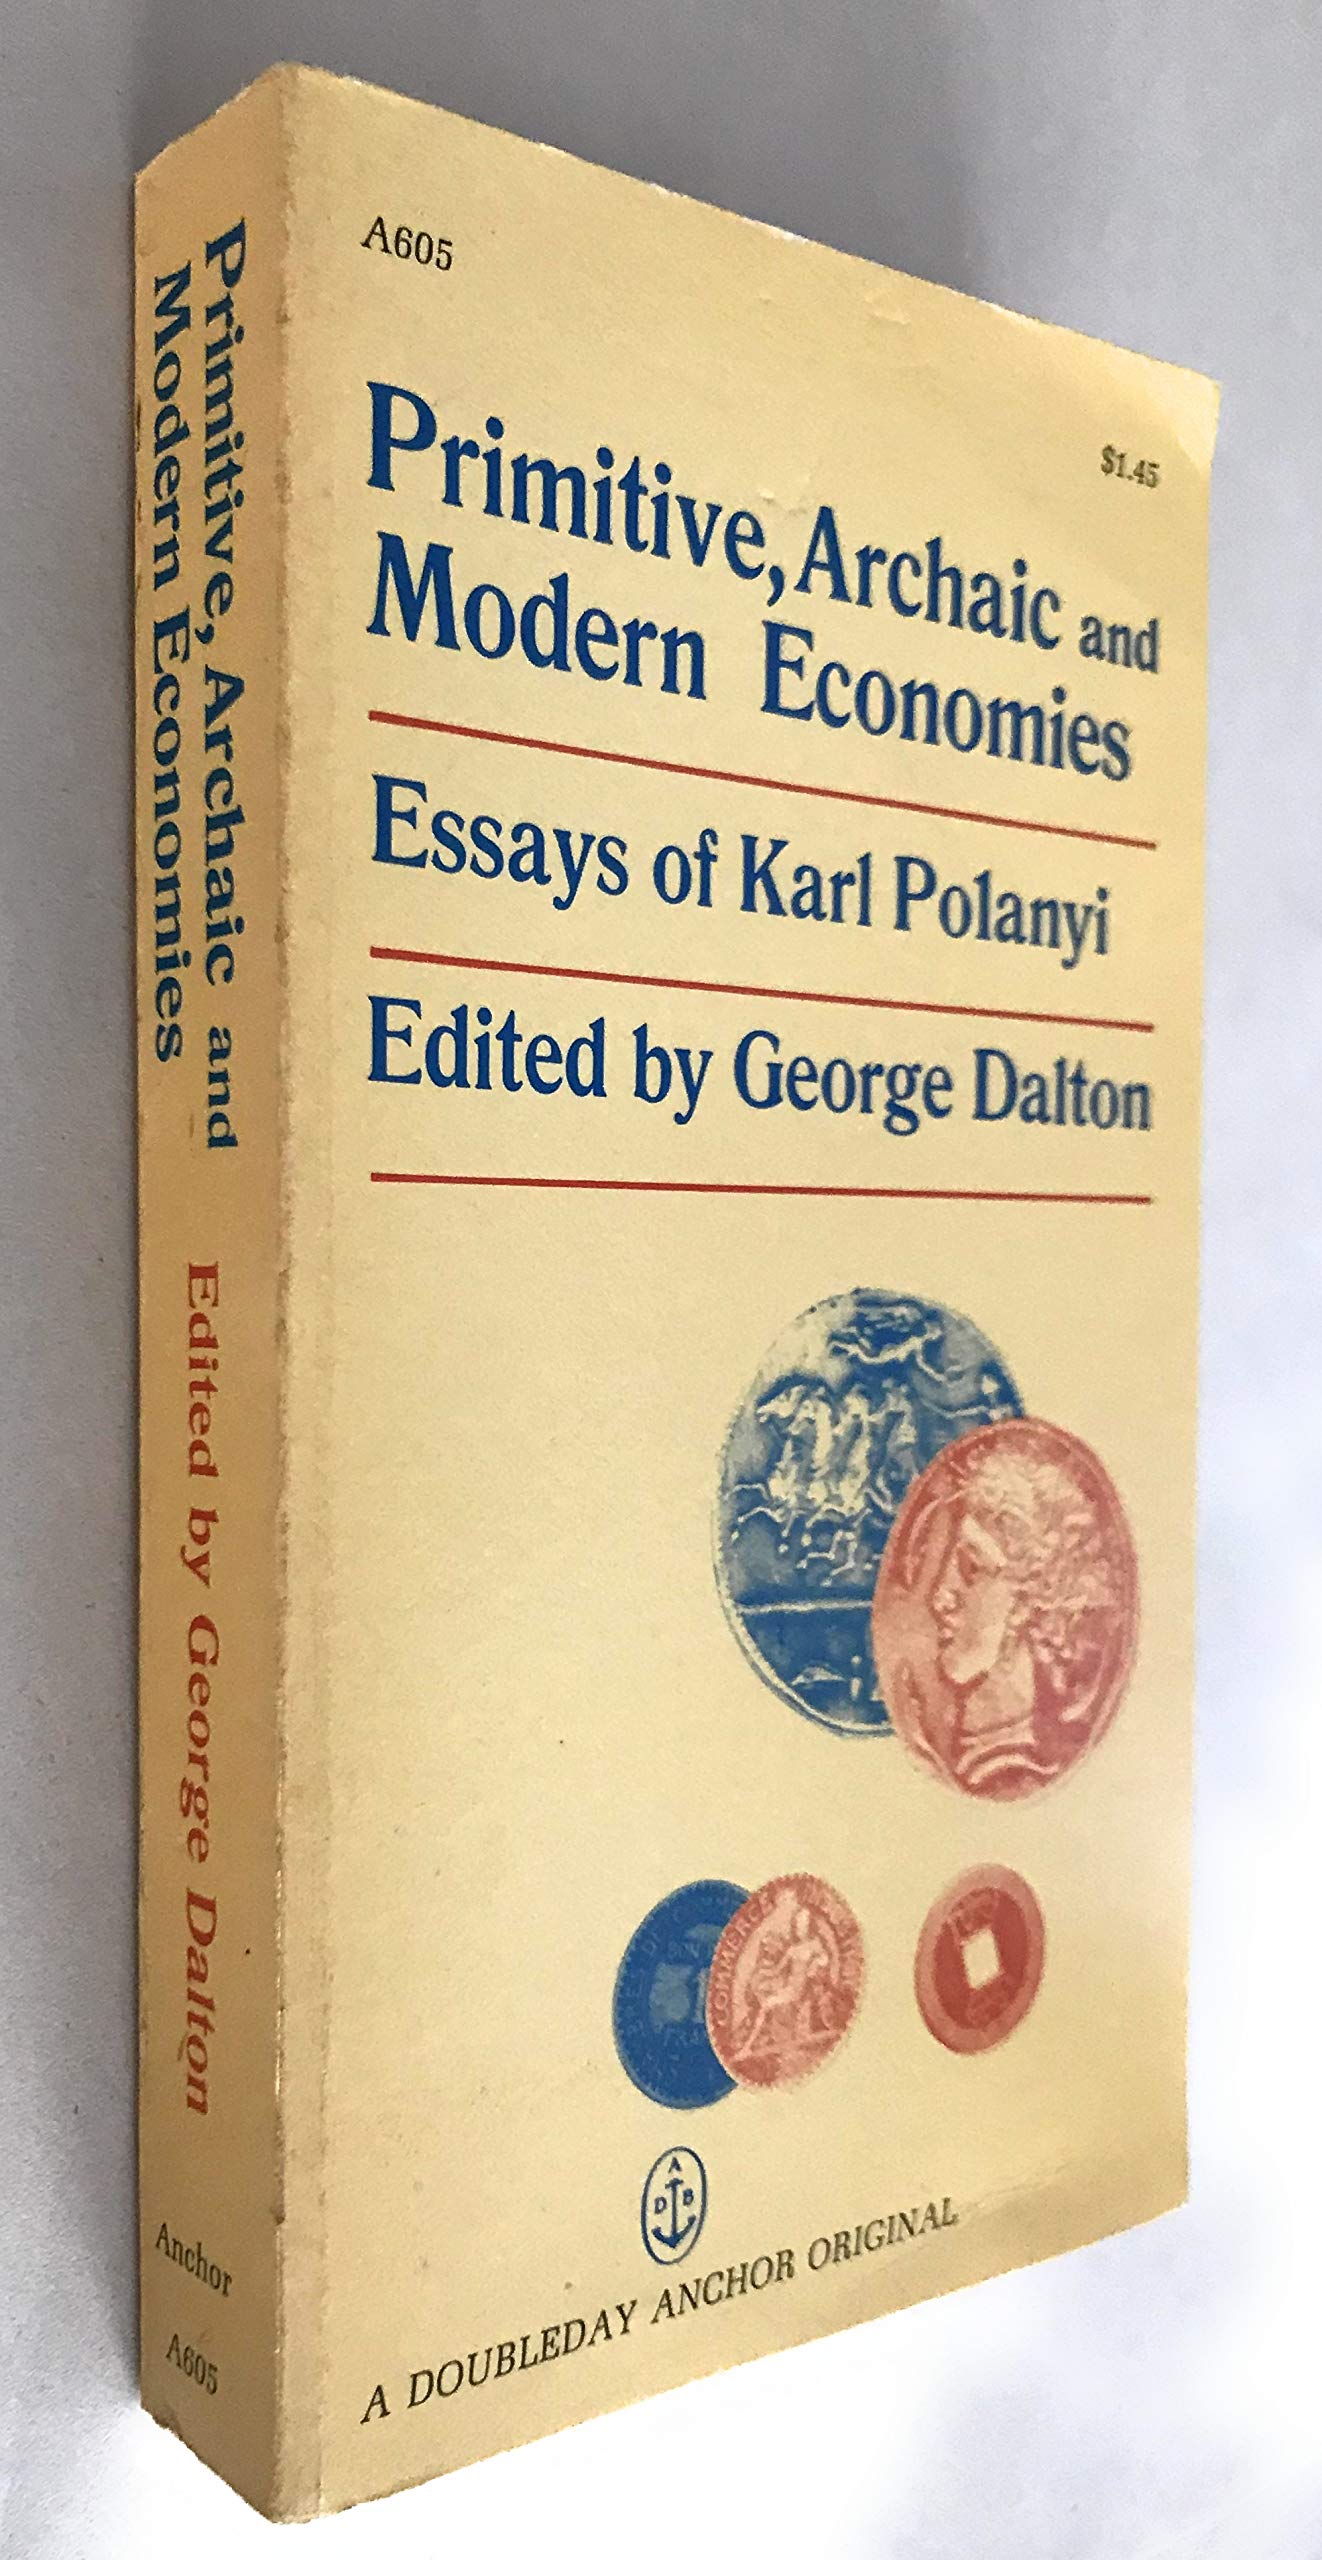 A605
$1.45
Primitive, Archaic and
Modern Economies
Essays of Karl Polanyi
Edited by George Dalton
COMMERCE
A
D B
A DOUBLEDAY ANCHOR ORIGINAL
Primitive, Archaic and
Modern Economies
Edited by George Dalton
Anchor
A605